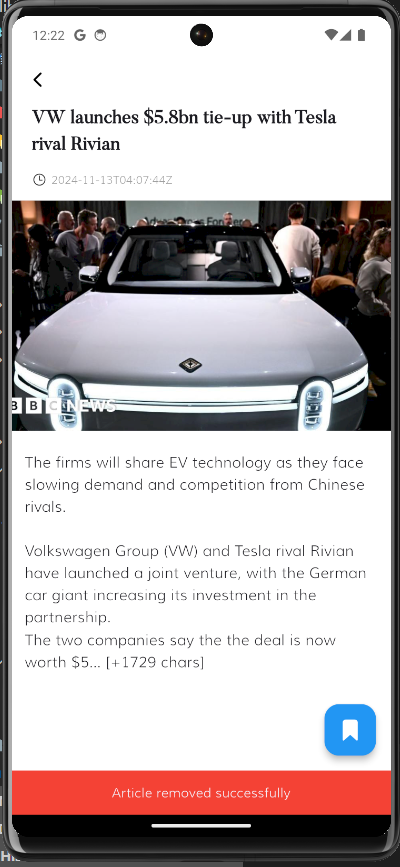 12:22
VW launches $5.8bn tie-up with Tesla
rival Rivian
2024-11-13T04:07:44Z
BBC NEWS
The firms will share EV technology as they face
slowing demand and competition from Chinese
rivals.
Volkswagen Group (VW) and Tesla rival Rivian
have launched a joint venture, with the German
car giant increasing its investment in the
partnership.
The two companies say the the deal is now
worth $5... [+1729 chars]
Article removed successfully